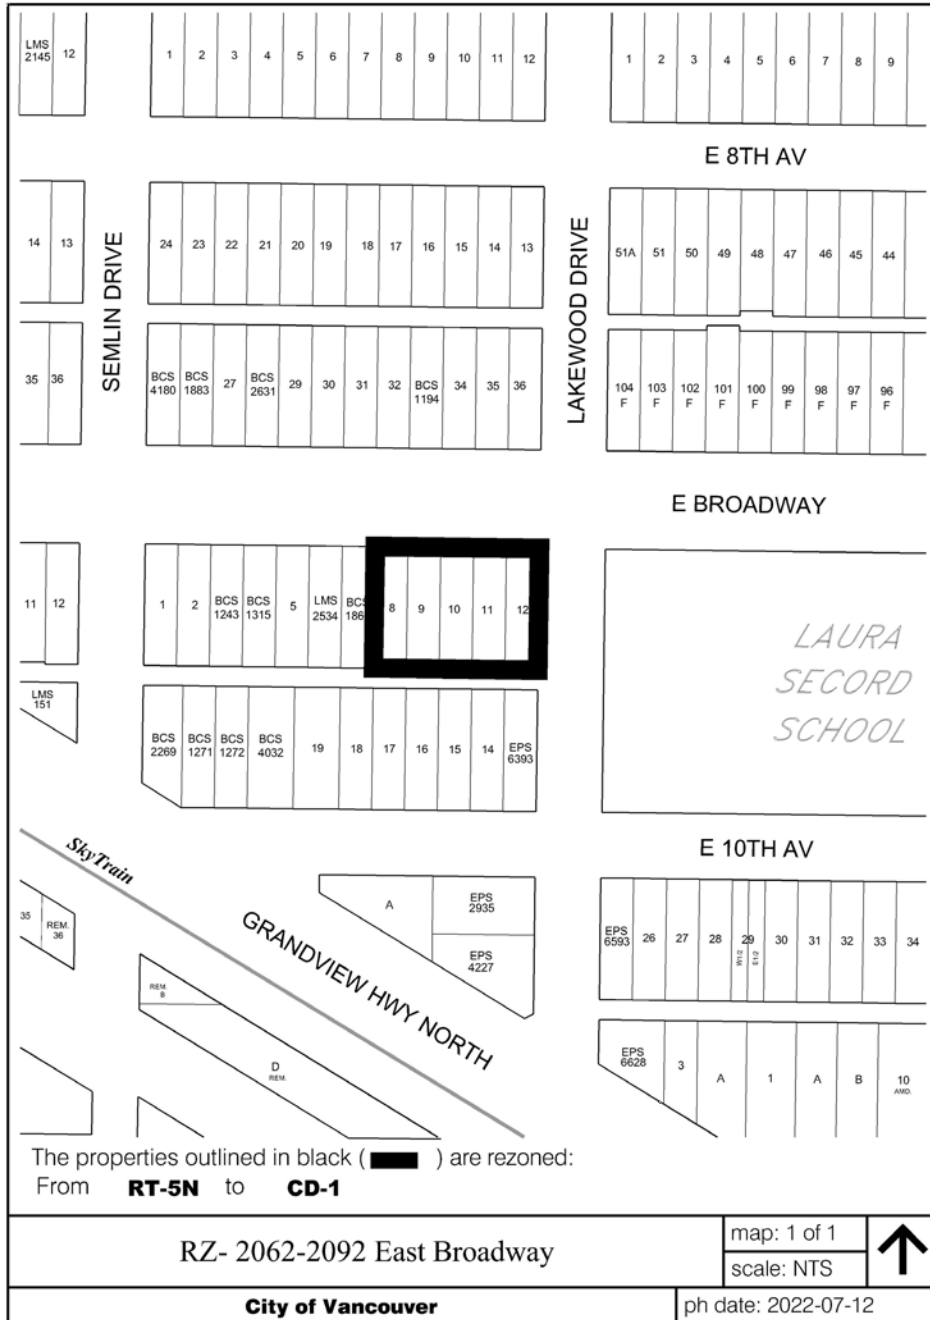 LMS
2145 12 1 2 3 4 5 6 7 8 9 10 11 12 1 2 3 4 5 6 7 8 9
E 8TH AV
14 13 24 23 22 21 20 19 18 17 16 15 14 13 51A 51 50 49 48 47 46 45 44
SEMLIN DRIVE
LAKEWOOD DRIVE
35 36 BCS 4180 BCS 1883 27 BCS 2631 29 30 31 32 BCS 1194 34 35 36 104 F 103 F 102 F 101 F 100 F 99 F 98 F 97 F 96 F
E BROADWAY
11 12 1 2 BCS 1243 BCS 1315 5 LMS 2534 BCS 186 8 9 10 11 12
LAURA
SECORD
SCHOOL
LMS
151
BCS 2269 BCS 1271 BCS 1272 BCS 4032 19 18 17 16 15 14 EPS 6393
E 10TH AV
SkyTrain
GRANDVIEW HWY NORTH
35 REM. 36 A EPS 2935
EPS 4227
EPS 6593 26 27 28 29 W1/2 E1/2 30 31 32 33 34
REM. B
D
REM.
EPS 6628 3 A 1 A B 10 AMD.
The properties outlined in black ( ) are rezoned:
From RT-5N to CD-1
RZ- 2062-2092 East Broadway
map: 1 of 1
scale: NTS
City of Vancouver
ph date: 2022-07-12